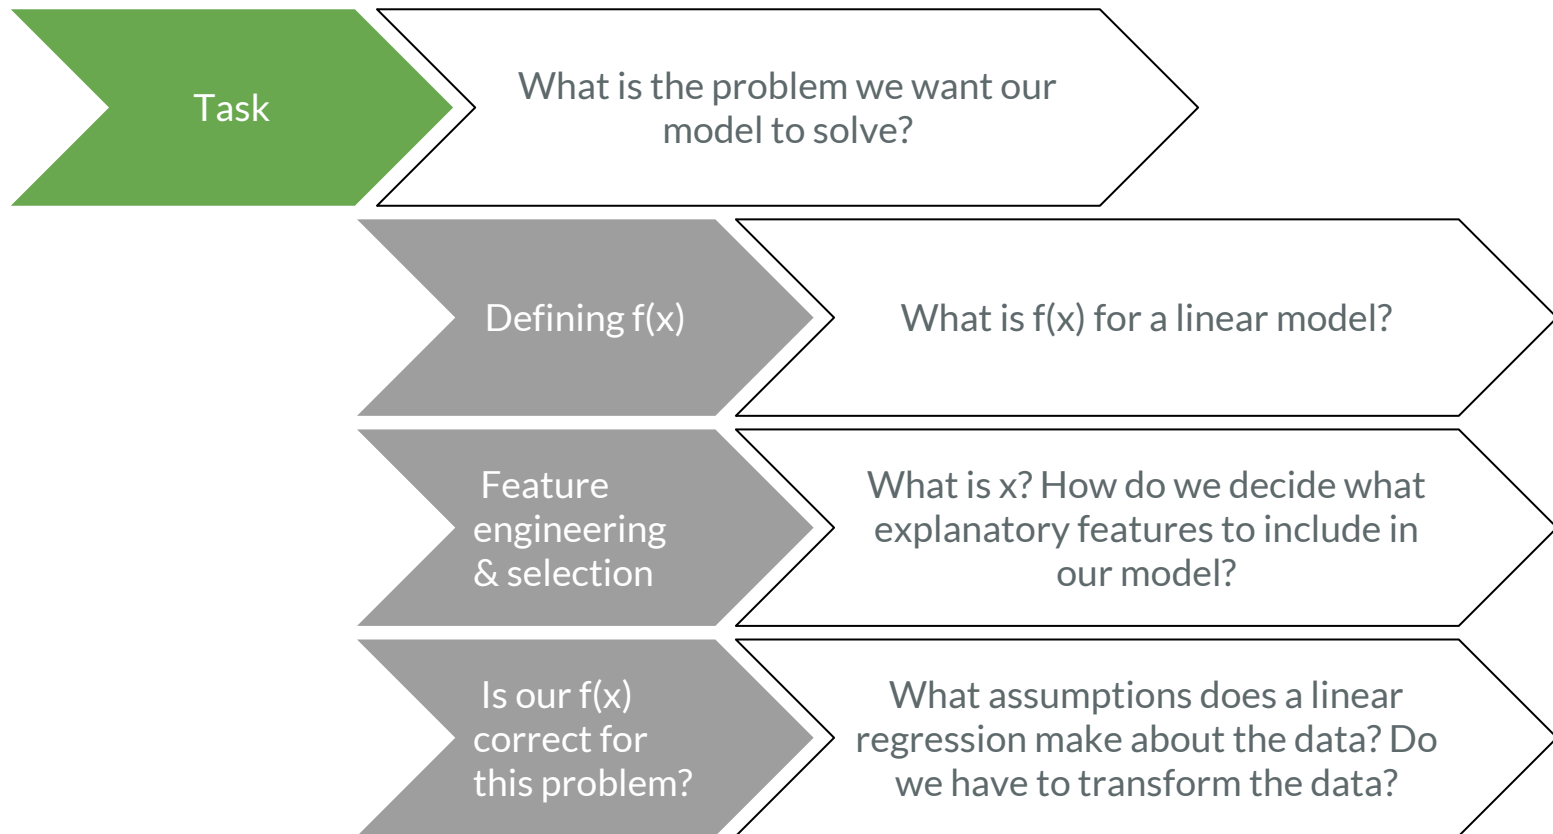 Task
What is the problem we want our
model to solve?
Defining f(x)
What is f(x) for a linear model?
Feature
engineering
& selection
What is x? How do we decide what
explanatory features to include in
our model?
Is our f(x)
correct for
this problem?
What assumptions does a linear
regression make about the data? Do
we have to transform the data?